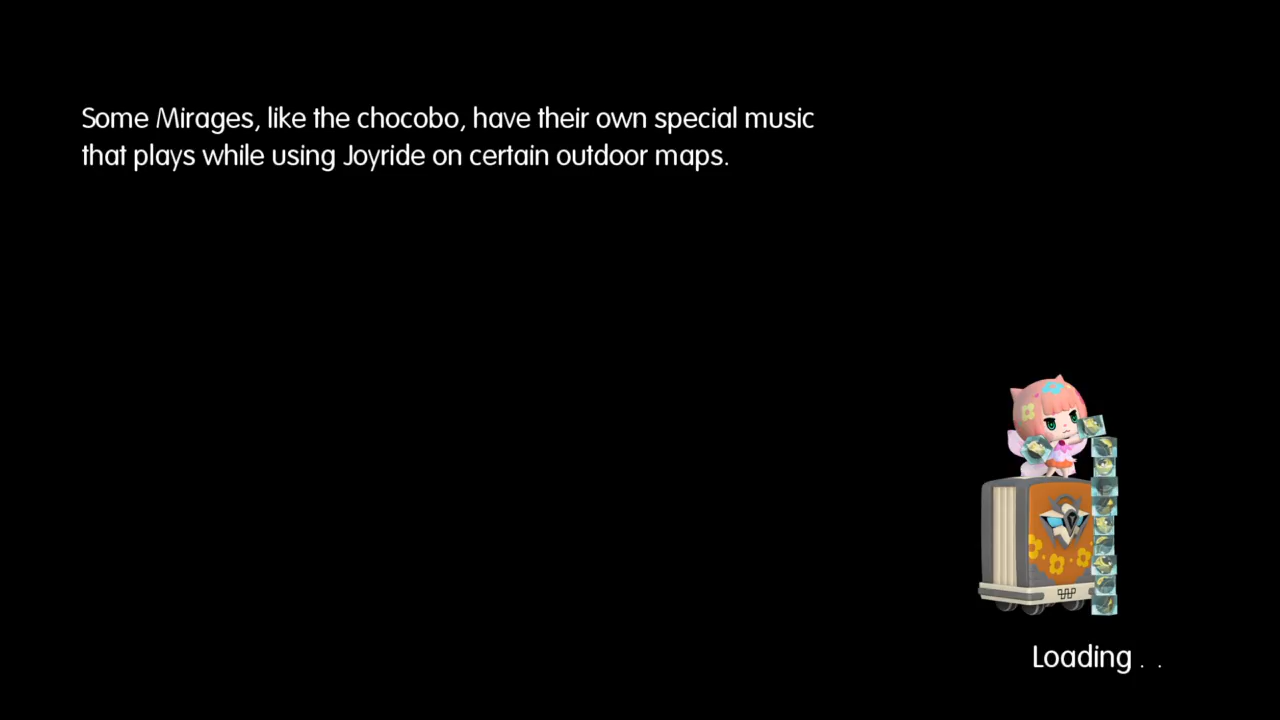 Some Mirages, like the chocobo, have their own special music
that plays while using Joyride on certain outdoor maps.
Loading . .